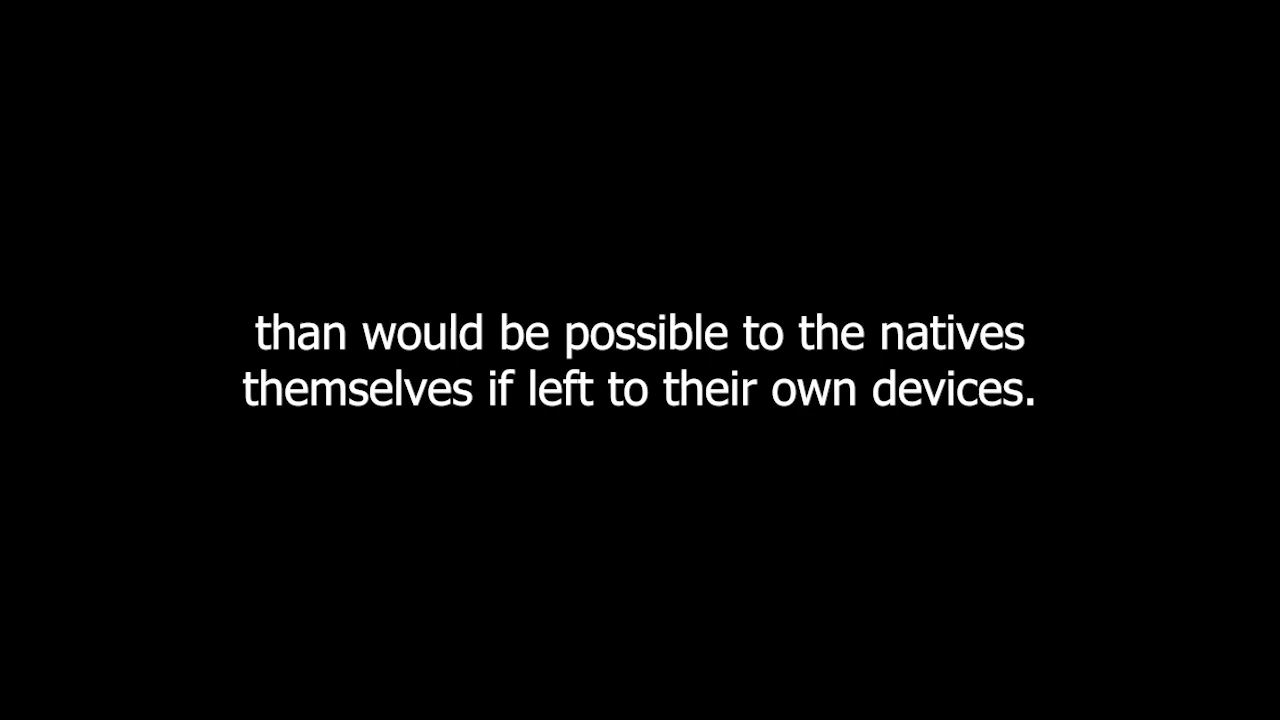 than would be possible to the natives
themselves if left to their own devices.